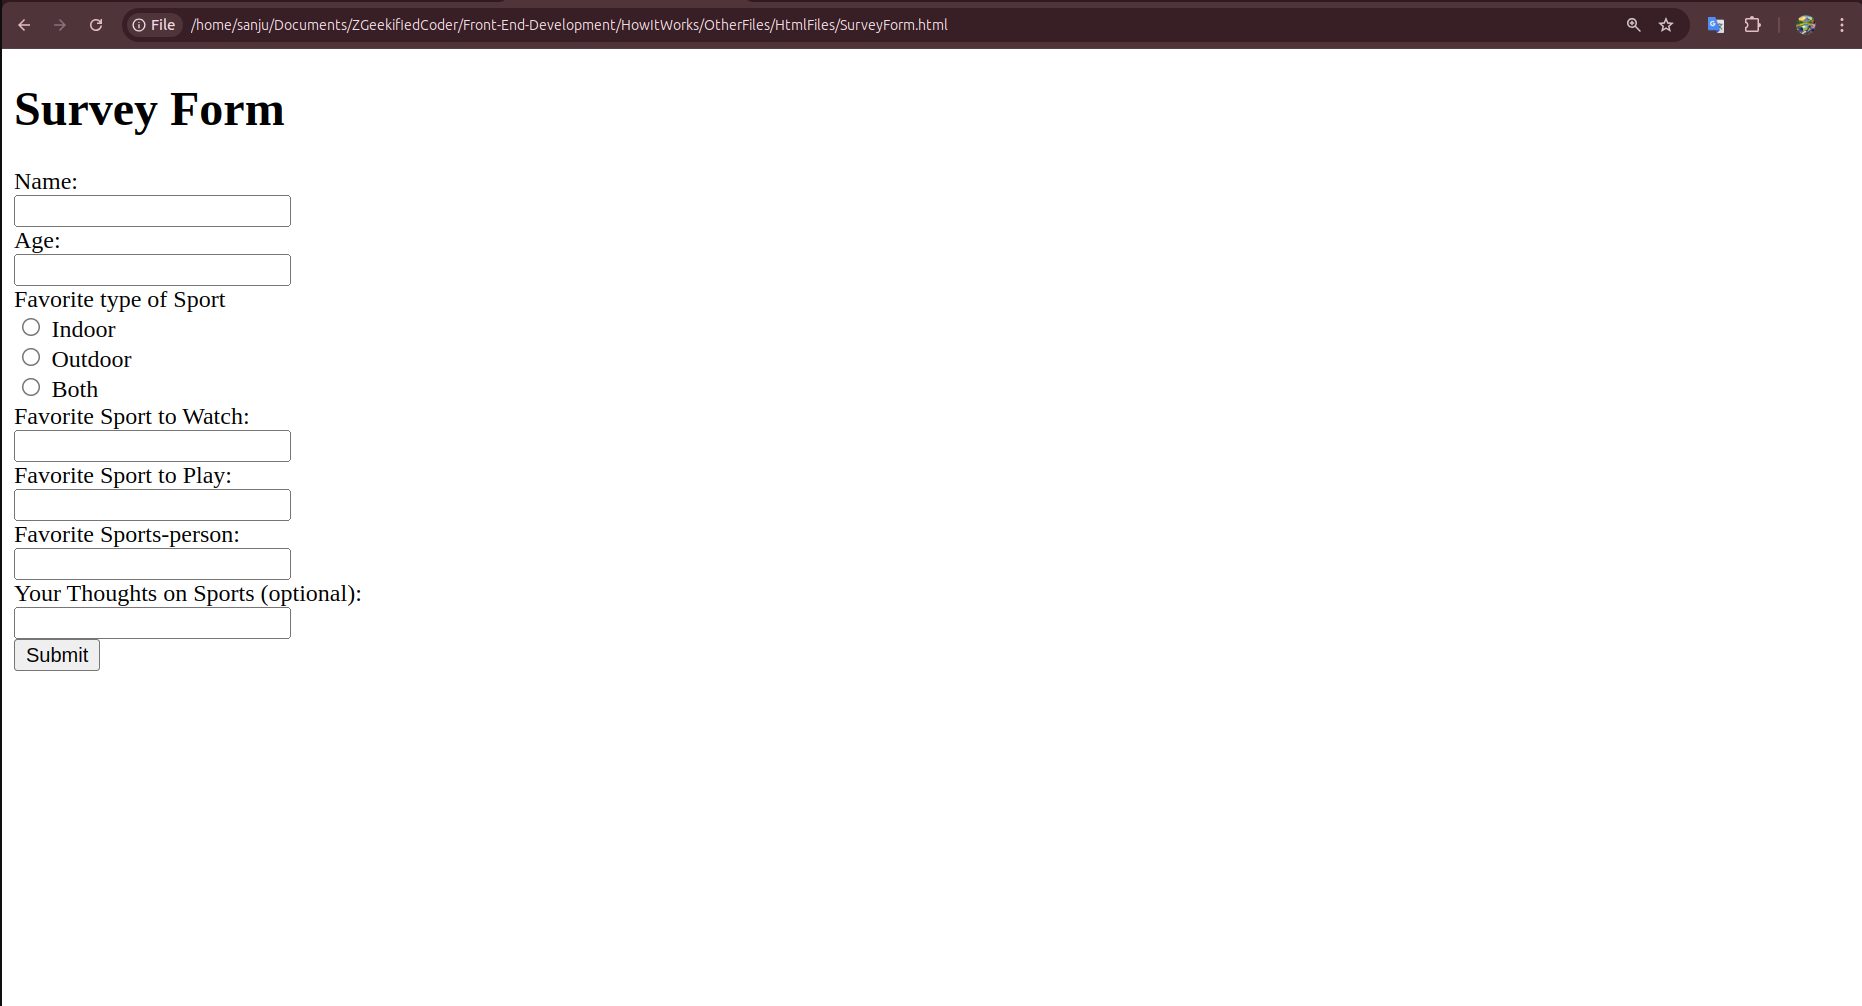 File /home/sanju/Documents/ZGeekifiedCoder/Front-End-Development/HowItWorks/OtherFiles/HtmlFiles/SurveyForm.html
Survey Form
Name:
Age:
Favorite type of Sport
Indoor
Outdoor
Both
Favorite Sport to Watch:
Favorite Sport to Play:
Favorite Sports-person:
Your Thoughts on Sports (optional):
Submit